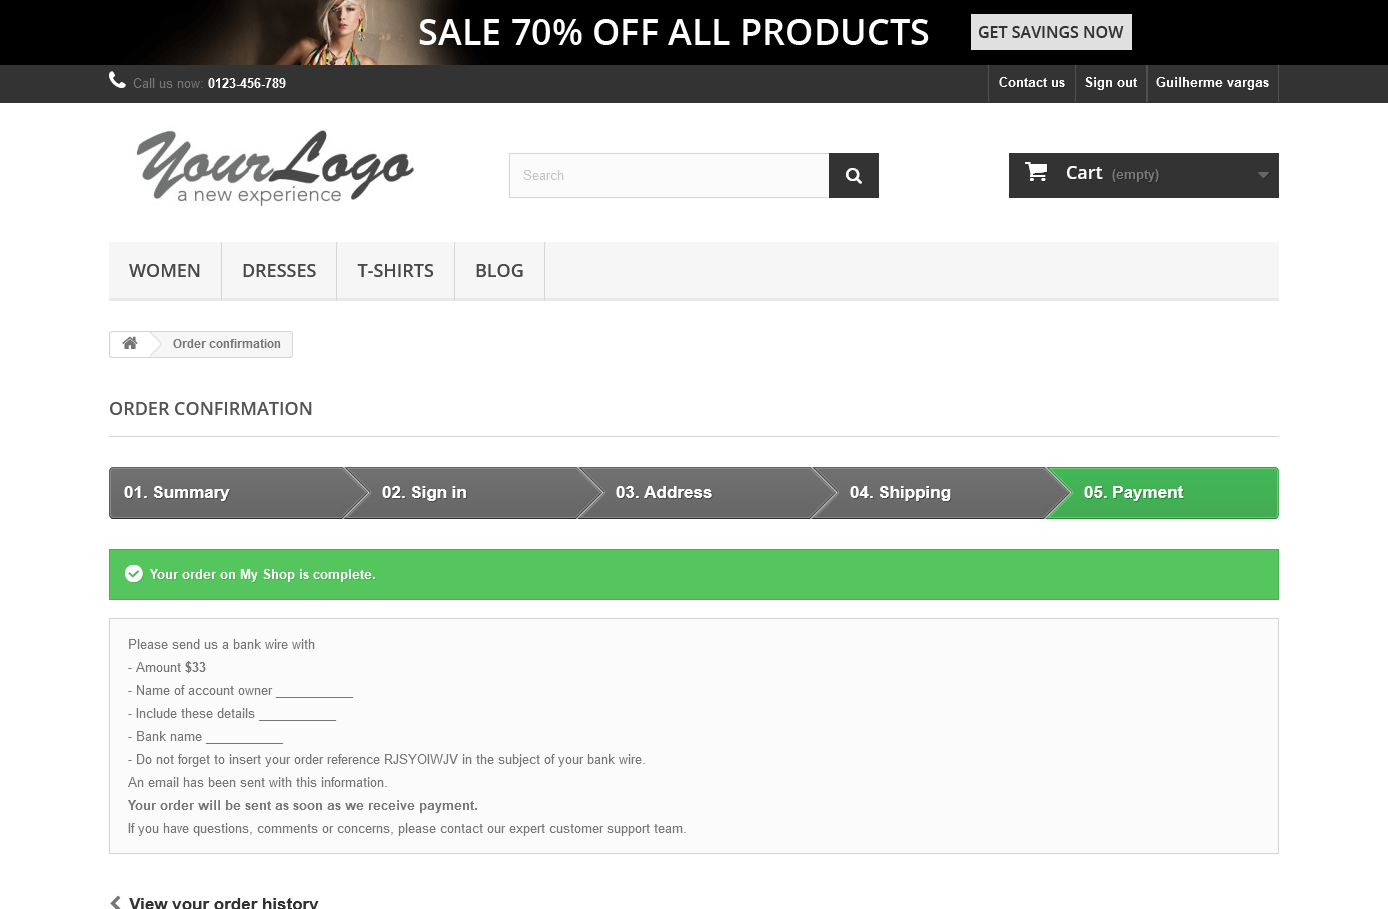 SALE 70% OFF ALL PRODUCTS
GET SAVINGS NOW
Call us now: 0123-456-789
Contact us
Sign out
Guilherme vargas
Your Logo
a new experience
Search
Cart (empty)
WOMEN
DRESSES
T-SHIRTS
BLOG
Order confirmation
ORDER CONFIRMATION
01. Summary
02. Sign in
03. Address
04. Shipping
05. Payment
Your order on My Shop is complete.
Please send us a bank wire with
- Amount $33
- Name of account owner ___________
- Include these details ___________
- Bank name ___________
- Do not forget to insert your order reference RJSYOIWJV in the subject of your bank wire.
An email has been sent with this information.
Your order will be sent as soon as we receive payment.
If you have questions, comments or concerns, please contact our expert customer support team.
View your order history